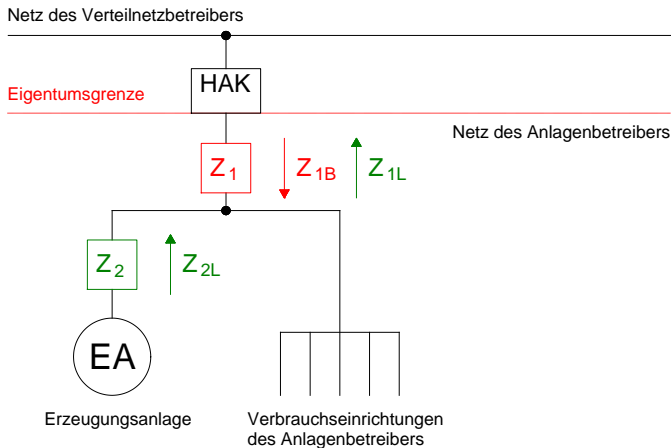 Netz des Verteilnetzbetreibers
HAK
Eigentumsgrenze
Netz des Anlagenbetreibers
Z1 Z1B Z1L
Z2 Z2L
EA
Erzeugungsanlage
Verbrauchseinrichtungen
des Anlagenbetreibers